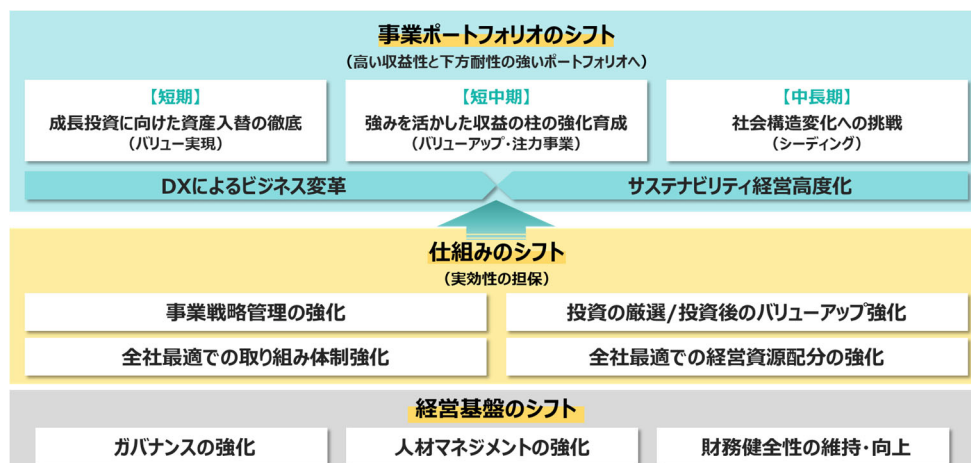 事業ポートフォリオのシフト
(高い収益性と下方耐性の強いポートフォリオへ)
【短期】
成長投資に向けた資産入替の徹底
(バリュー実現)
【短中期】
強みを活かした収益の柱の強化育成
(バリューアップ・注力事業)
【中長期】
社会構造変化への挑戦
(シーディング)
DXによるビジネス変革
サステナビリティ経営高度化
仕組みのシフト
(実効性の担保)
事業戦略管理の強化
投資の厳選/投資後のバリューアップ強化
全社最適での取り組み体制強化
全社最適での経営資源配分の強化
経営基盤のシフト
ガバナンスの強化
人材マネジメントの強化
財務健全性の維持・向上